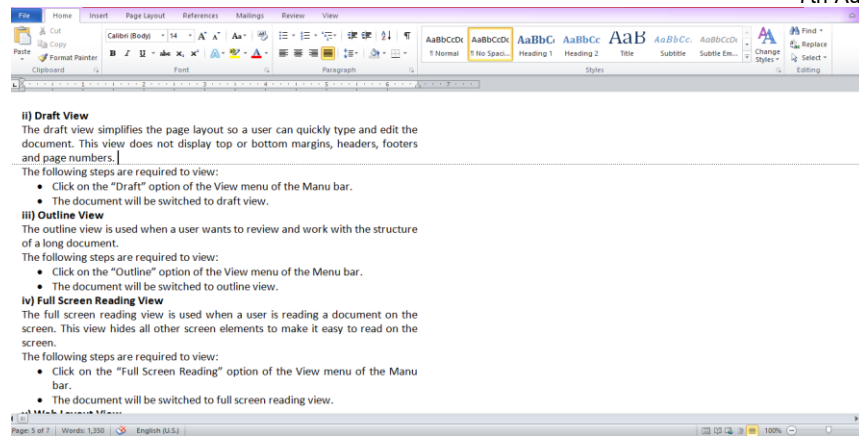 File Home Insert Page Layout References Mailings Review View
Cut
Copy
Format Painter
Paste
Calibri (Body) 14
Clipboard Font Paragraph Styles Editing
AaBbCcDc AaBbCcDc AaBbC AaBbCc AaB AaBbCc. AaBbCcDc
¶ Normal ¶ No Spaci... Heading 1 Heading 2 Title Subtitle Subtle Em...
Change Styles
Find
Replace
Select
ii) Draft View
The draft view simplifies the page layout so a user can quickly type and edit the
document. This view does not display top or bottom margins, headers, footers
and page numbers.
The following steps are required to view:
• Click on the “Draft” option of the View menu of the Manu bar.
• The document will be switched to draft view.
iii) Outline View
The outline view is used when a user wants to review and work with the structure
of a long document.
The following steps are required to view:
• Click on the “Outline” option of the View menu of the Menu bar.
• The document will be switched to outline view.
iv) Full Screen Reading View
The full screen reading view is used when a user is reading a document on the
screen. This view hides all other screen elements to make it easy to read on the
screen.
The following steps are required to view:
• Click on the “Full Screen Reading” option of the View menu of the Manu
bar.
• The document will be switched to full screen reading view.
v) Web Layout View
Page: 5 of 7 Words: 1,350 English (U.S.) 100%